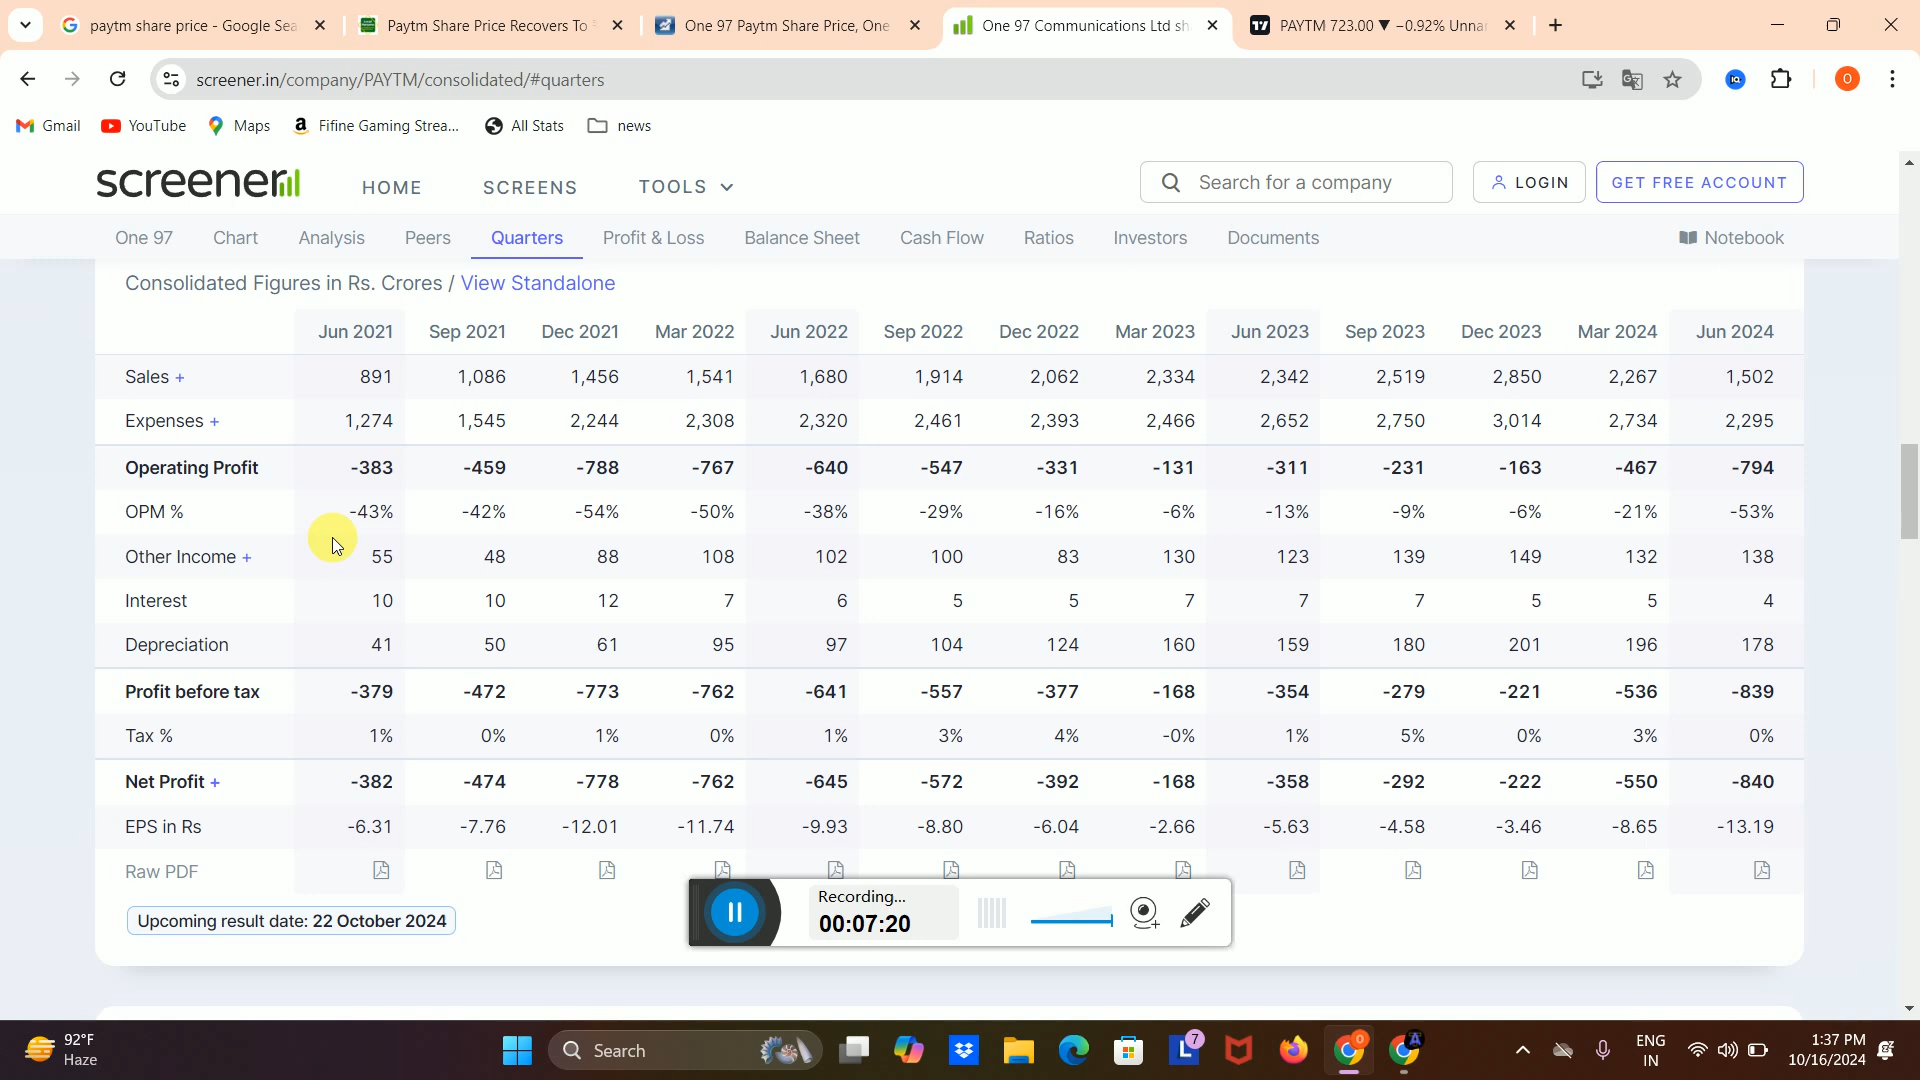 paytm share price - Google Sea
Paytm Share Price Recovers To
One 97 Paytm Share Price, One
One 97 Communications Ltd sh
PAYTM 723.00 ▼ −0.92% Unna
screener.in/company/PAYTM/consolidated/#quarters
Gmail YouTube Maps Fifine Gaming Strea... All Stats news
screener HOME SCREENS TOOLS Search for a company LOGIN GET FREE ACCOUNT
One 97 Chart Analysis Peers Quarters Profit & Loss Balance Sheet Cash Flow Ratios Investors Documents Notebook
Consolidated Figures in Rs. Crores / View Standalone
Jun 2021 Sep 2021 Dec 2021 Mar 2022 Jun 2022 Sep 2022 Dec 2022 Mar 2023 Jun 2023 Sep 2023 Dec 2023 Mar 2024 Jun 2024
Sales + 891 1,086 1,456 1,541 1,680 1,914 2,062 2,334 2,342 2,519 2,850 2,267 1,502
Expenses + 1,274 1,545 2,244 2,308 2,320 2,461 2,393 2,466 2,652 2,750 3,014 2,734 2,295
Operating Profit -383 -459 -788 -767 -640 -547 -331 -131 -311 -231 -163 -467 -794
OPM % -43% -42% -54% -50% -38% -29% -16% -6% -13% -9% -6% -21% -53%
Other Income + 55 48 88 108 102 100 83 130 123 139 149 132 138
Interest 10 10 12 7 6 5 5 7 7 7 5 5 4
Depreciation 41 50 61 95 97 104 124 160 159 180 201 196 178
Profit before tax -379 -472 -773 -762 -641 -557 -377 -168 -354 -279 -221 -536 -839
Tax % 1% 0% 1% 0% 1% 3% 4% -0% 1% 5% 0% 3% 0%
Net Profit + -382 -474 -778 -762 -645 -572 -392 -168 -358 -292 -222 -550 -840
EPS in Rs -6.31 -7.76 -12.01 -11.74 -9.93 -8.80 -6.04 -2.66 -5.63 -4.58 -3.46 -8.65 -13.19
Raw PDF
Upcoming result date: 22 October 2024
Recording...
00:07:20
92°F
Haze
Search
7
ENG
IN
1:37 PM
10/16/2024